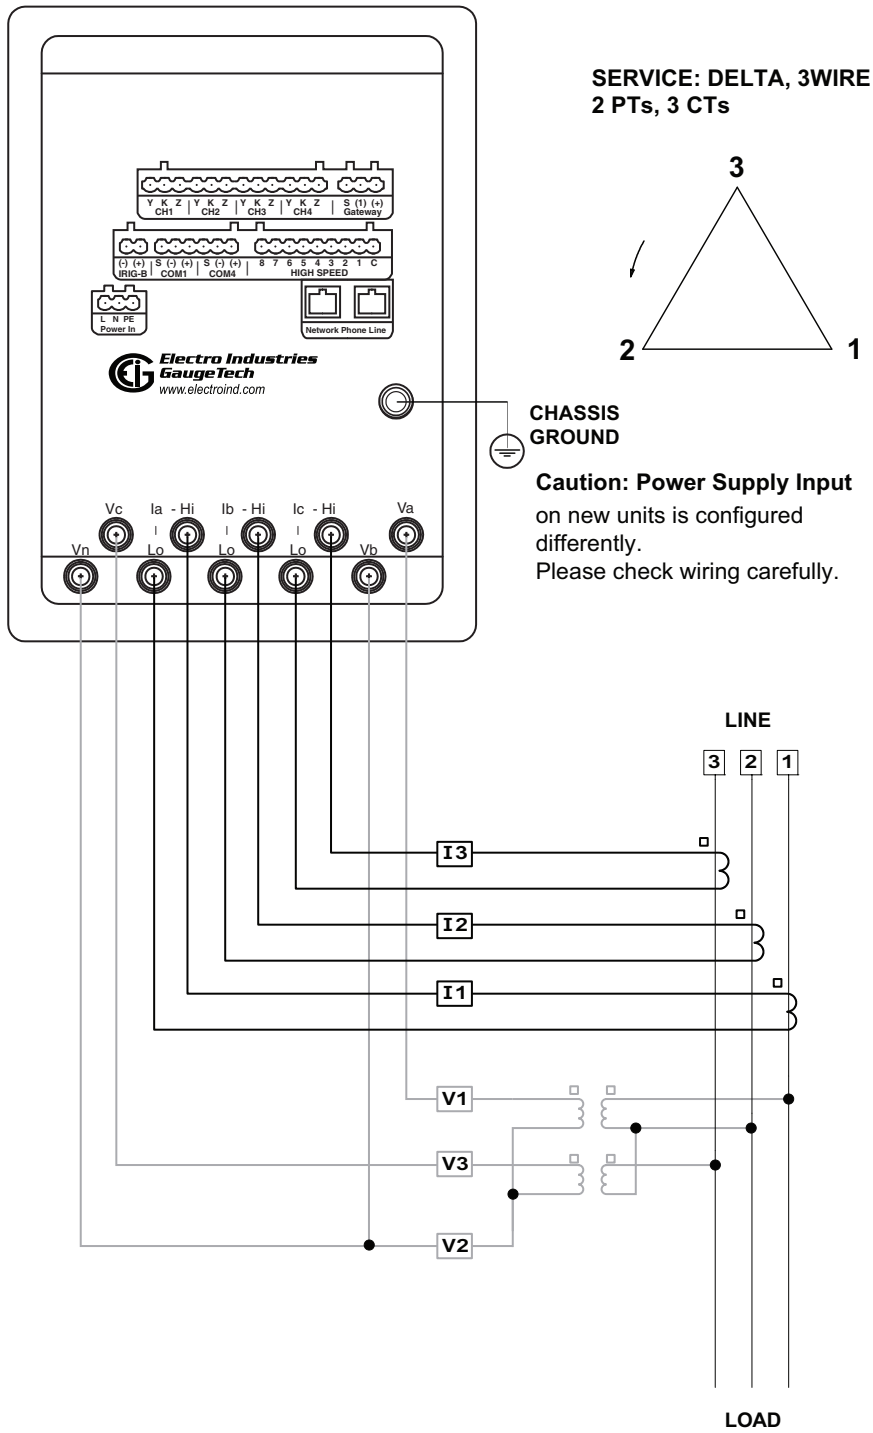 SERVICE: DELTA, 3WIRE
2 PTs, 3 CTs
3
2
1
Y K Z | Y K Z | Y K Z | Y K Z | S (1) (+)
CH1 CH2 CH3 CH4 Gateway
(-) (+) | S (-) (+) | S (-) (+) 8 7 6 5 4 3 2 1 C
IRIG-B COM1 COM4 HIGH SPEED
L N PE
Power In
Network Phone Line
EIG
Electro Industries
GaugeTech
www.electroind.com
CHASSIS
GROUND
Caution: Power Supply Input
on new units is configured
differently.
Please check wiring carefully.
Vc Ia - Hi Ib - Hi Ic - Hi Va
Vn Lo Lo Lo Vb
LINE
3 2 1
I3
I2
I1
V1
V3
V2
LOAD